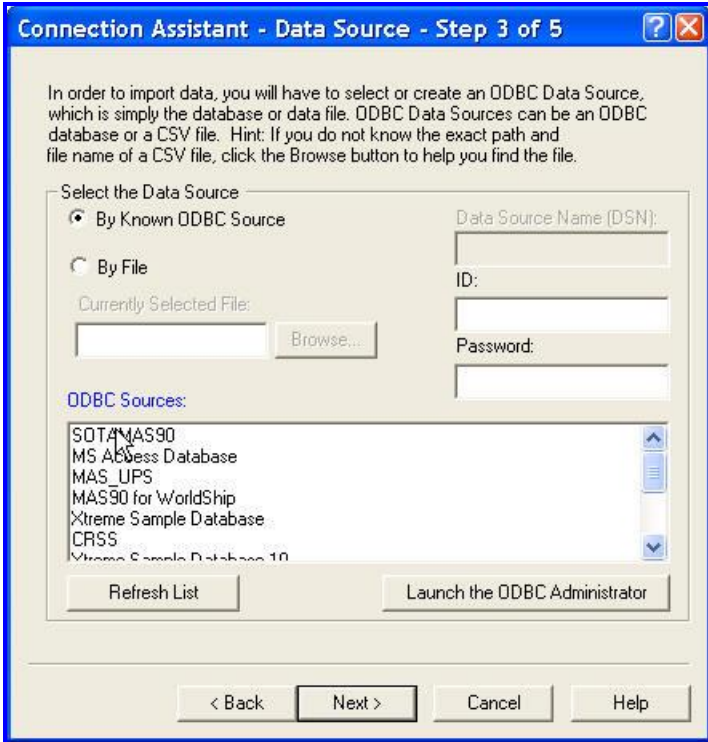 Connection Assistant - Data Source - Step 3 of 5
In order to import data, you will have to select or create an ODBC Data Source,
which is simply the database or data file. ODBC Data Sources can be an ODBC
database or a CSV file. Hint: If you do not know the exact path and
file name of a CSV file, click the Browse button to help you find the file.
Select the Data Source
By Known ODBC Source
Data Source Name (DSN):
By File
ID:
Currently Selected File:
Browse...
Password:
ODBC Sources:
SOTAMAS90
MS Access Database
MAS_UPS
MAS90 for WorldShip
Xtreme Sample Database
CRSS
Xtreme Sample Database 10
Refresh List
Launch the ODBC Administrator
< Back
Next >
Cancel
Help